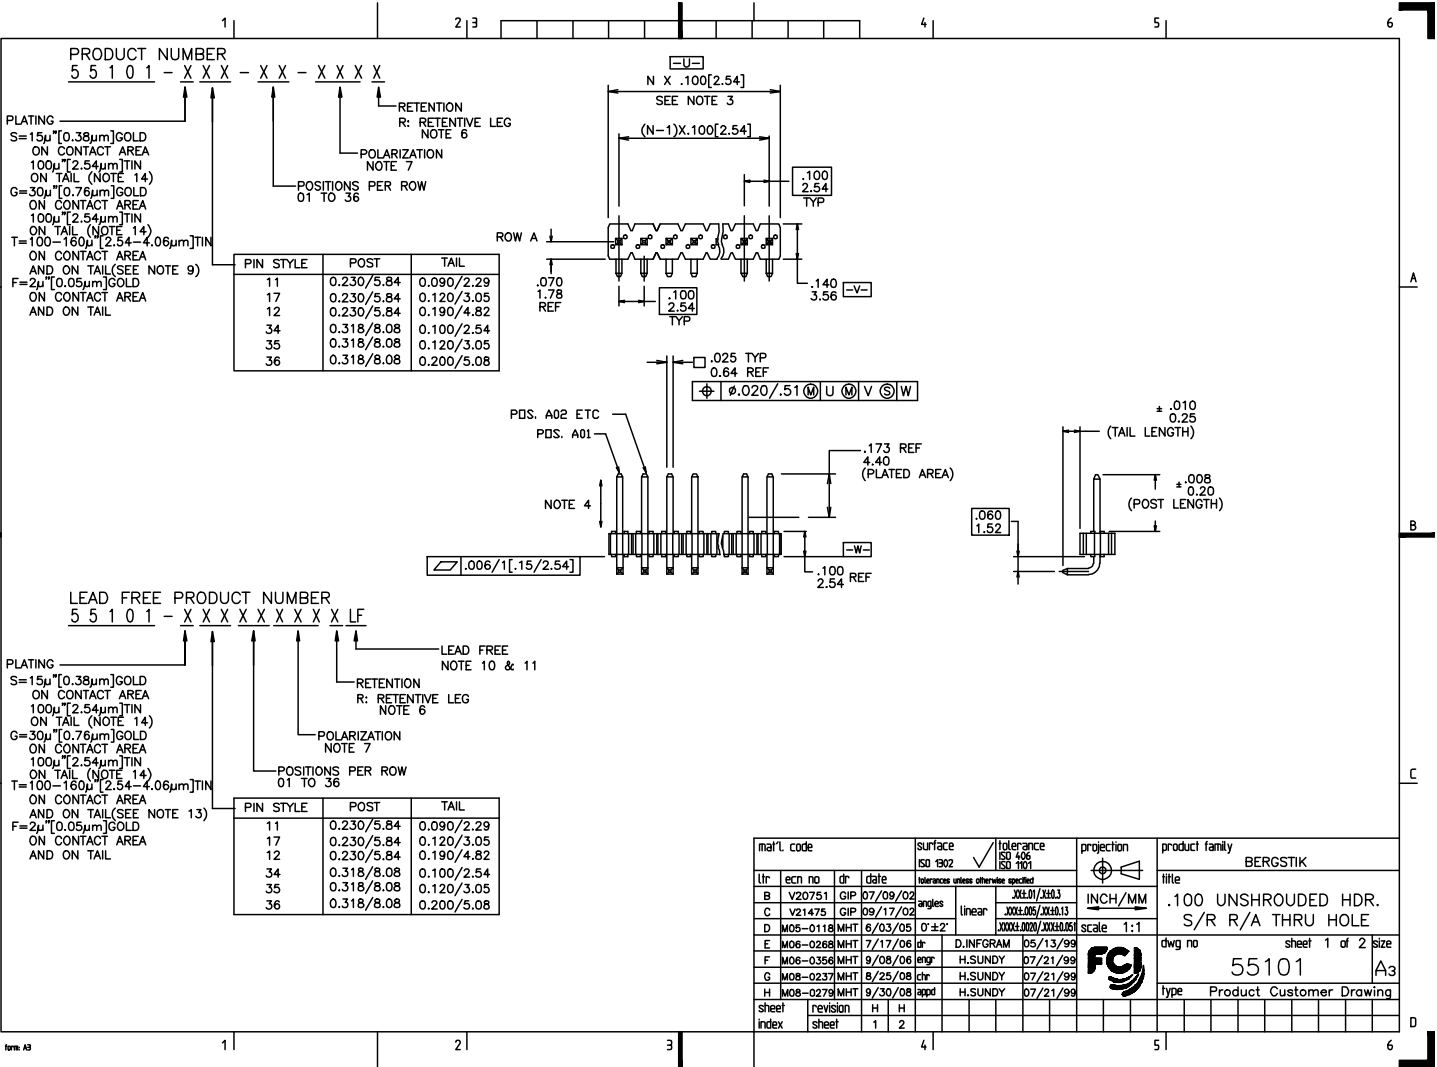 1 2 3 4 5 6
PRODUCT NUMBER
5 5 1 0 1 - X X X - X X - X X X X
RETENTION
R: RETENTIVE LEG
NOTE 6
POLARIZATION
NOTE 7
POSITIONS PER ROW
01 TO 36
PLATING
S=15µ"[0.38µm]GOLD
ON CONTACT AREA
100µ"[2.54µm]TIN
ON TAIL (NOTE 14)
G=30µ"[0.76µm]GOLD
ON CONTACT AREA
100µ"[2.54µm]TIN
ON TAIL (NOTE 14)
T=100-160µ"[2.54-4.06µm]TIN
ON CONTACT AREA
AND ON TAIL(SEE NOTE 9)
F=2µ"[0.05µm]GOLD
ON CONTACT AREA
AND ON TAIL
PIN STYLE POST TAIL
11 0.230/5.84 0.090/2.29
17 0.230/5.84 0.120/3.05
12 0.230/5.84 0.190/4.82
34 0.318/8.08 0.100/2.54
35 0.318/8.08 0.120/3.05
36 0.318/8.08 0.200/5.08
-U-
N X .100[2.54]
SEE NOTE 3
(N-1)X.100[2.54]
.100
2.54
TYP
ROW A
.070
1.78
REF
.100
2.54
TYP
.140
3.56
-V-
.025 TYP
0.64 REF
ø.020/.51 Ⓜ U Ⓜ V Ⓢ W
POS. A02 ETC
POS. A01
NOTE 4
.173 REF
4.40
(PLATED AREA)
-W-
.100
2.54 REF
.006/1[.15/2.54]
± .010
0.25
(TAIL LENGTH)
± .008
0.20
(POST LENGTH)
.060
1.52
A
B
C
D
LEAD FREE PRODUCT NUMBER
5 5 1 0 1 - X X X X X X X X X LF
LEAD FREE
NOTE 10 & 11
RETENTION
R: RETENTIVE LEG
NOTE 6
POLARIZATION
NOTE 7
POSITIONS PER ROW
01 TO 36
PLATING
S=15µ"[0.38µm]GOLD
ON CONTACT AREA
100µ"[2.54µm]TIN
ON TAIL (NOTE 14)
G=30µ"[0.76µm]GOLD
ON CONTACT AREA
100µ"[2.54µm]TIN
ON TAIL (NOTE 14)
T=100-160µ"[2.54-4.06µm]TIN
ON CONTACT AREA
AND ON TAIL(SEE NOTE 13)
F=2µ"[0.05µm]GOLD
ON CONTACT AREA
AND ON TAIL
PIN STYLE POST TAIL
11 0.230/5.84 0.090/2.29
17 0.230/5.84 0.120/3.05
12 0.230/5.84 0.190/4.82
34 0.318/8.08 0.100/2.54
35 0.318/8.08 0.120/3.05
36 0.318/8.08 0.200/5.08
mat'l. code
surface
ISO 1302
tolerance
ISO 406
ISO 1101
projection
product family
BERGSTIK
ltr ecn no dr date
B V20751 GIP 07/09/02
C V21475 GIP 09/17/02
D M05-0118 MHT 6/03/05
E M06-0268 MHT 7/17/06
F M06-0356 MHT 9/08/06
G M08-0237 MHT 8/25/08
H M08-0279 MHT 9/30/08
tolerances unless otherwise specified
angles
0°±2°
linear
.XX±.01/.X±0.3
.XXX±.005/.XX±0.13
.XXXX±.0020/.XXX±0.051
dr D.INFGRAM 05/13/99
engr H.SUNDY 07/21/99
chr H.SUNDY 07/21/99
appd H.SUNDY 07/21/99
INCH/MM
scale 1:1
FCI
title
.100 UNSHROUDED HDR.
S/R R/A THRU HOLE
dwg no sheet 1 of 2 size
55101 A3
type Product Customer Drawing
sheet index
revision H H
sheet 1 2
form: A3
1 2 3 4 5 6